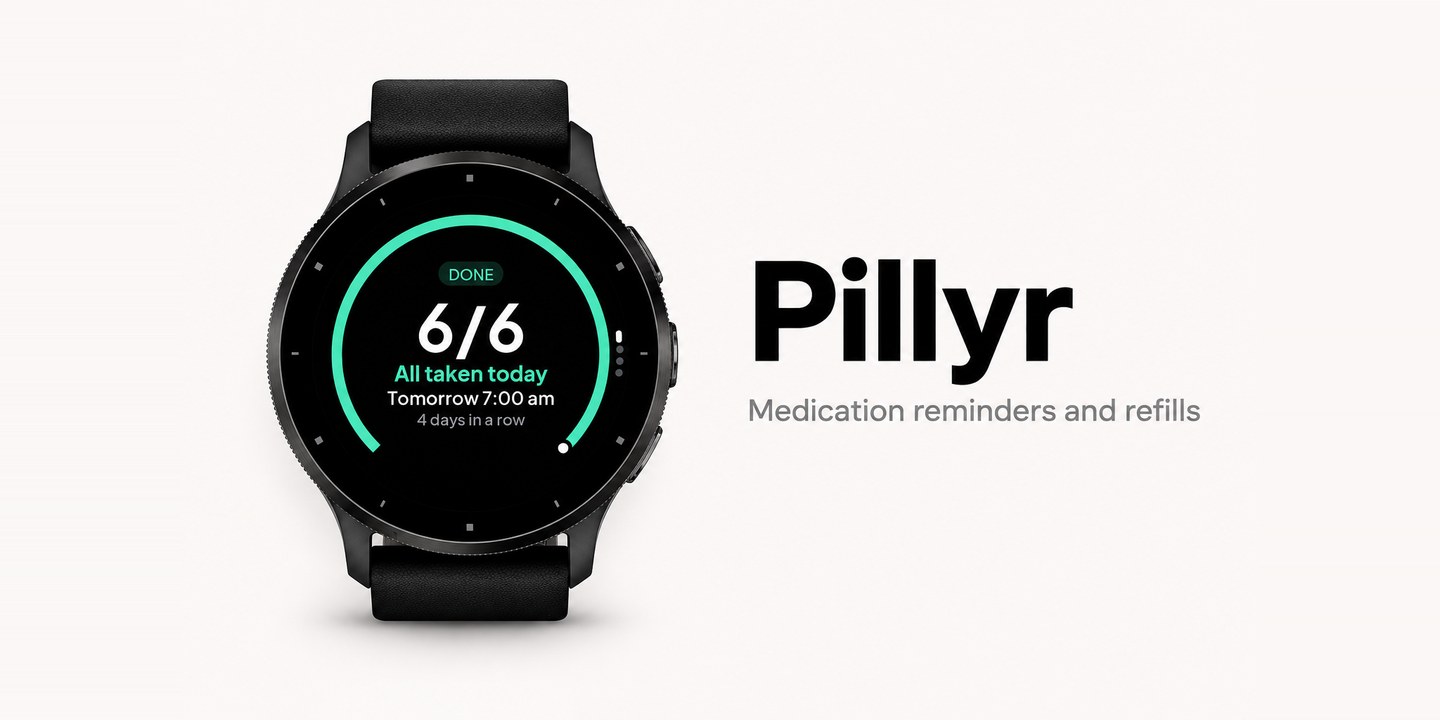 DONE
6/6
All taken today
Tomorrow 7:00 am
4 days in a row
Pillyr
Medication reminders and refills